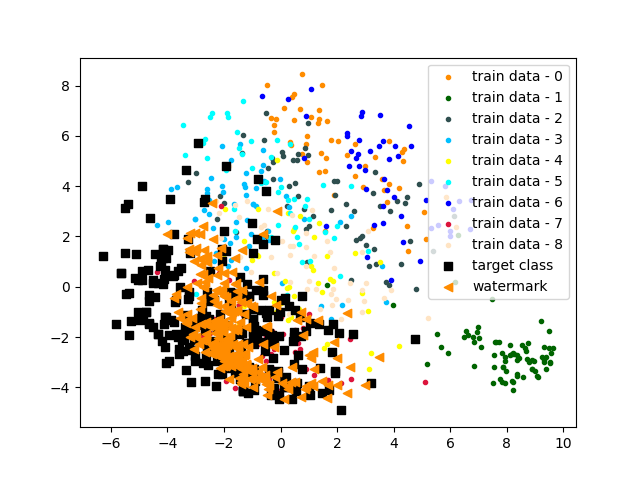 train data - 0
train data - 1
train data - 2
train data - 3
train data - 4
train data - 5
train data - 6
train data - 7
train data - 8
target class
watermark
8
6
4
2
0
−2
−4
−6 −4 −2 0 2 4 6 8 10